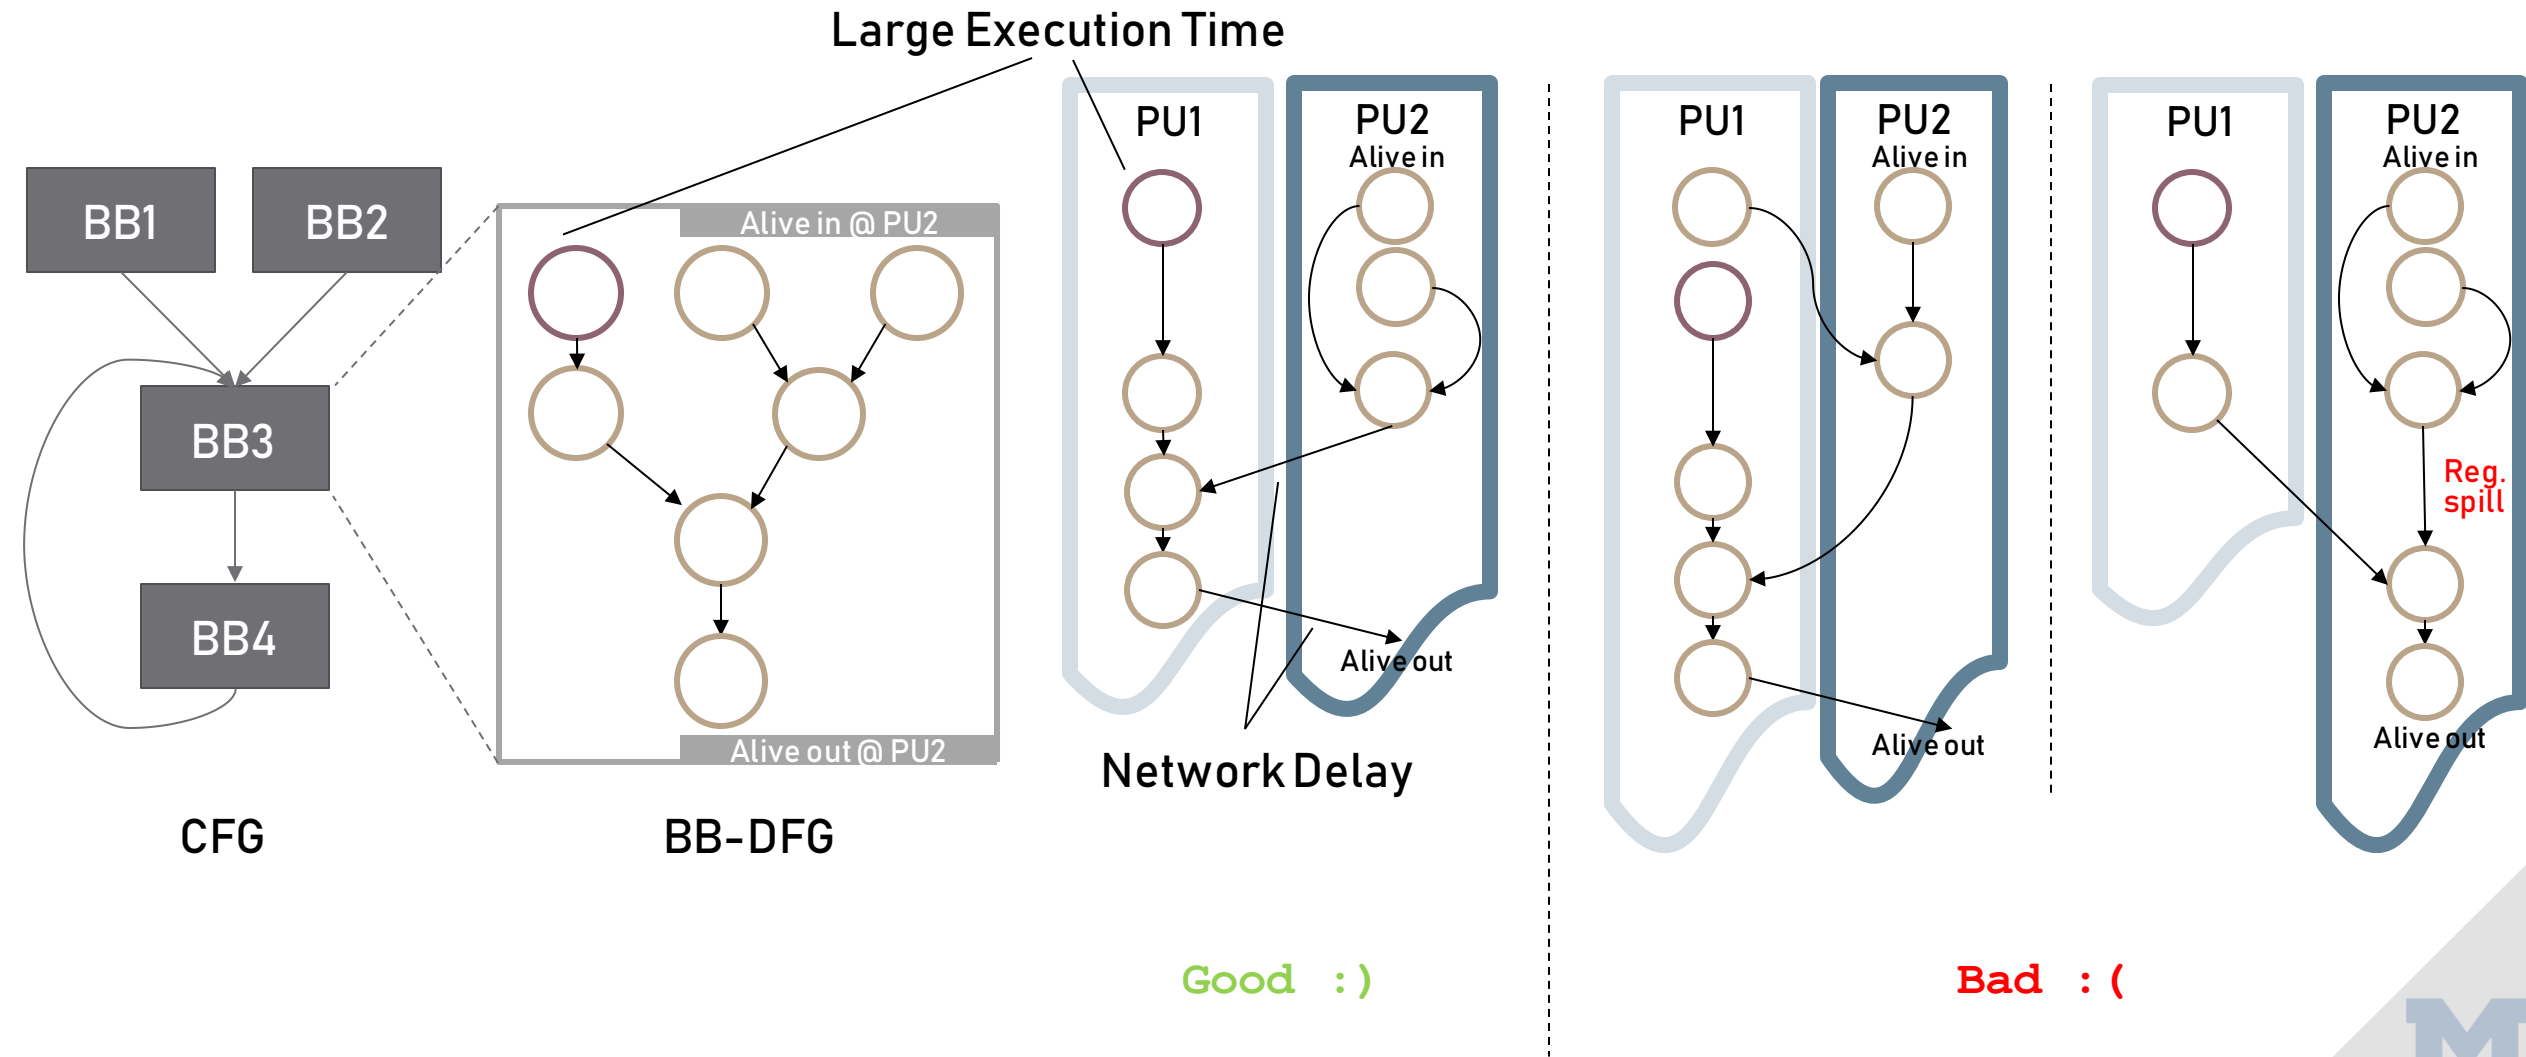 Large Execution Time
BB1
BB2
BB3
BB4
CFG
Alive in @ PU2
Alive out @ PU2
BB-DFG
PU1
PU2
Alive in
Alive out
Network Delay
Good :)
PU1
PU2
Alive in
Alive out
PU1
PU2
Alive in
Reg.
spill
Alive out
Bad :(
M